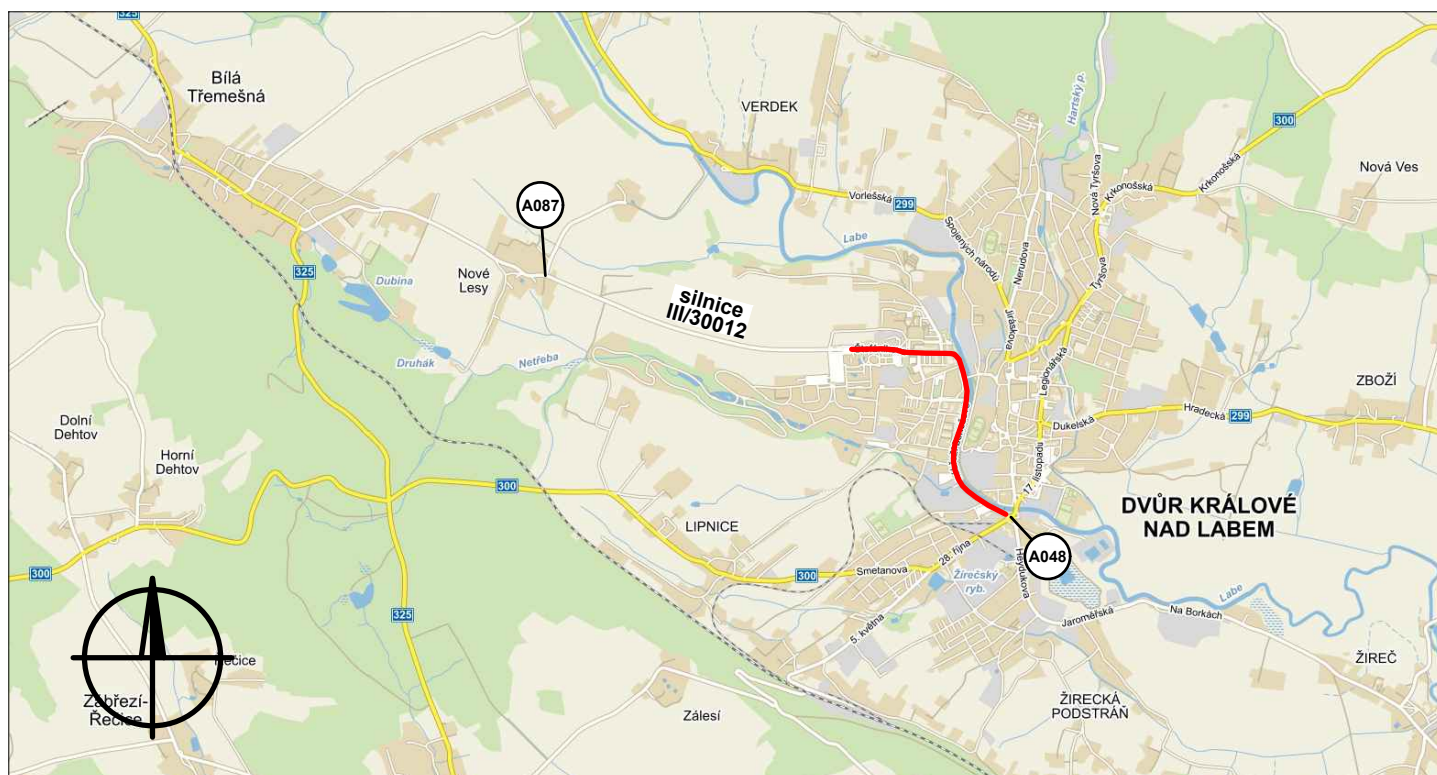 325
Bílá
Třemešná
VERDEK
Hartský p.
300
Nová Ves
Krkonošská
Krkonošská
Nová Tyršova
Vorlešská
299
A087
Labe
Spojených národů
Nerudova
Tyršova
325
Dubina
Nové
Lesy
silnice
III/30012
Jiráskova
Druhák
Netřeba
Legionářská
ZBOŽÍ
Hradecká
299
Dukelská
Dolní
Dehtov
Horní
Dehtov
300
17. listopadu
DVŮR KRÁLOVÉ
NAD LABEM
LIPNICE
28. října
A048
300
Smetanova
300
Žirečský
ryb.
Heydukova
Labe
Na Borkách
Jaroměřská
325
5. května
ŽIREČ
Zábřezí-
Řečice
Zálesí
ŽIRECKÁ
PODSTRÁŇ